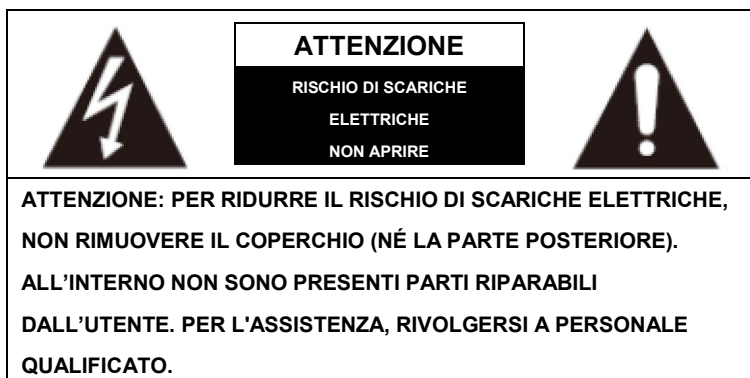 ATTENZIONE
RISCHIO DI SCARICHE
ELETTRICHE
NON APRIRE
ATTENZIONE: PER RIDURRE IL RISCHIO DI SCARICHE ELETTRICHE,
NON RIMUOVERE IL COPERCHIO (NÉ LA PARTE POSTERIORE).
ALL’INTERNO NON SONO PRESENTI PARTI RIPARABILI
DALL’UTENTE. PER L'ASSISTENZA, RIVOLGERSI A PERSONALE
QUALIFICATO.